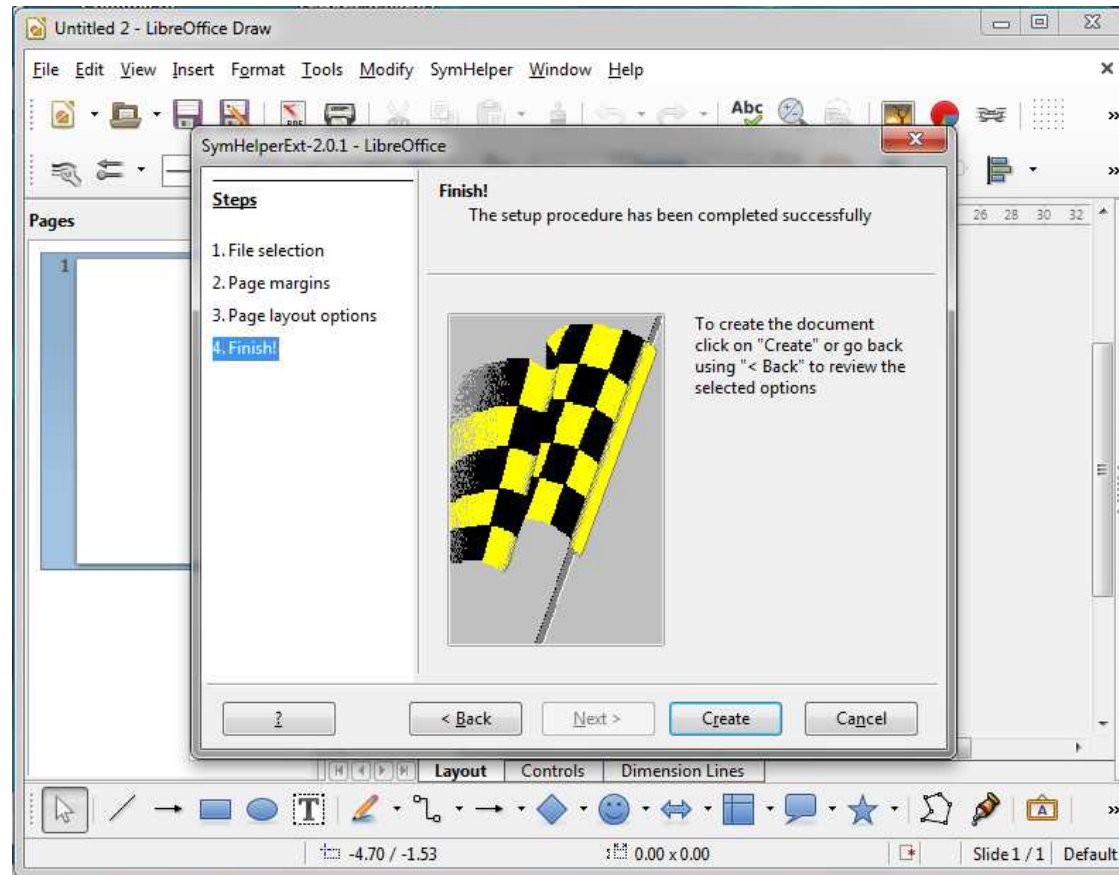 Untitled 2 - LibreOffice Draw
File Edit View Insert Format Tools Modify SymHelper Window Help
Abc
SymHelperExt-2.0.1 - LibreOffice
Pages
26 28 30 32
1
Steps
1. File selection
2. Page margins
3. Page layout options
4. Finish!
Finish!
The setup procedure has been completed successfully
To create the document
click on "Create" or go back
using "< Back" to review the
selected options
? < Back Next > Create Cancel
Layout Controls Dimension Lines
T A
-4.70 / -1.53 0.00 x 0.00 Slide 1 / 1 Default